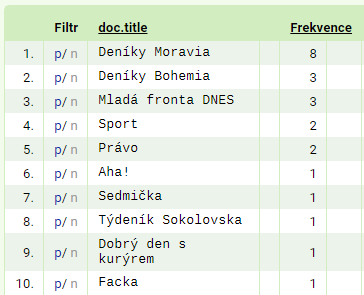 Filtr doc.title Frekvence
1. p/ n Deníky Moravia 8
2. p/ n Deníky Bohemia 3
3. p/ n Mladá fronta DNES 3
4. p/ n Sport 2
5. p/ n Právo 2
6. p/ n Aha! 1
7. p/ n Sedmička 1
8. p/ n Týdeník Sokolovska 1
9. p/ n Dobrý den s
kurýrem 1
10. p/ n Facka 1